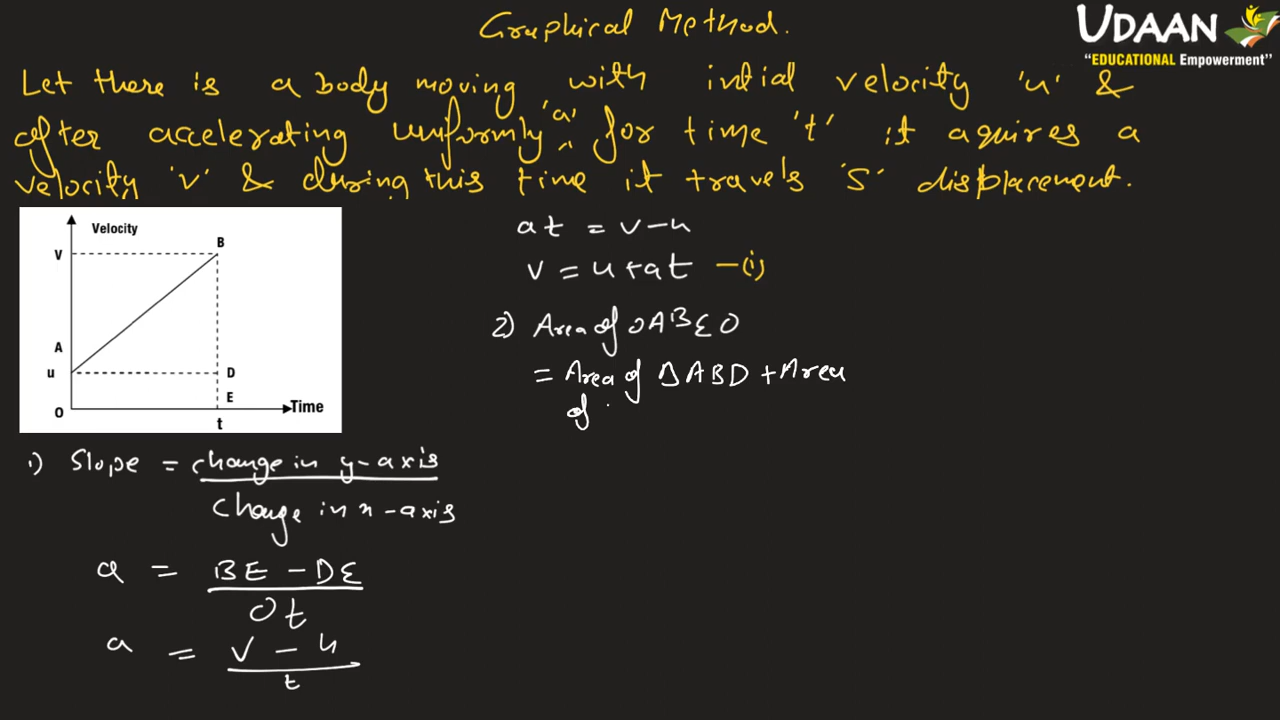 Graphical Method.
UDAAN
"EDUCATIONAL Empowerment"
Let there is a body moving with intial velocity 'u' &
after accelerating uniformly 'a' for time 't' it aquires a
velocity 'v' & during this time it travels 'S' displacement.
Velocity
V
B
A
u
D
E
O
Time
t
at = v-u
v = u+at -(i)
2) Area of OABEO
= Area of ΔABD + Area
of
1) Slope = change in y-axis
Change in x-axis
a = BE - DE
Ot
a = v - u
t